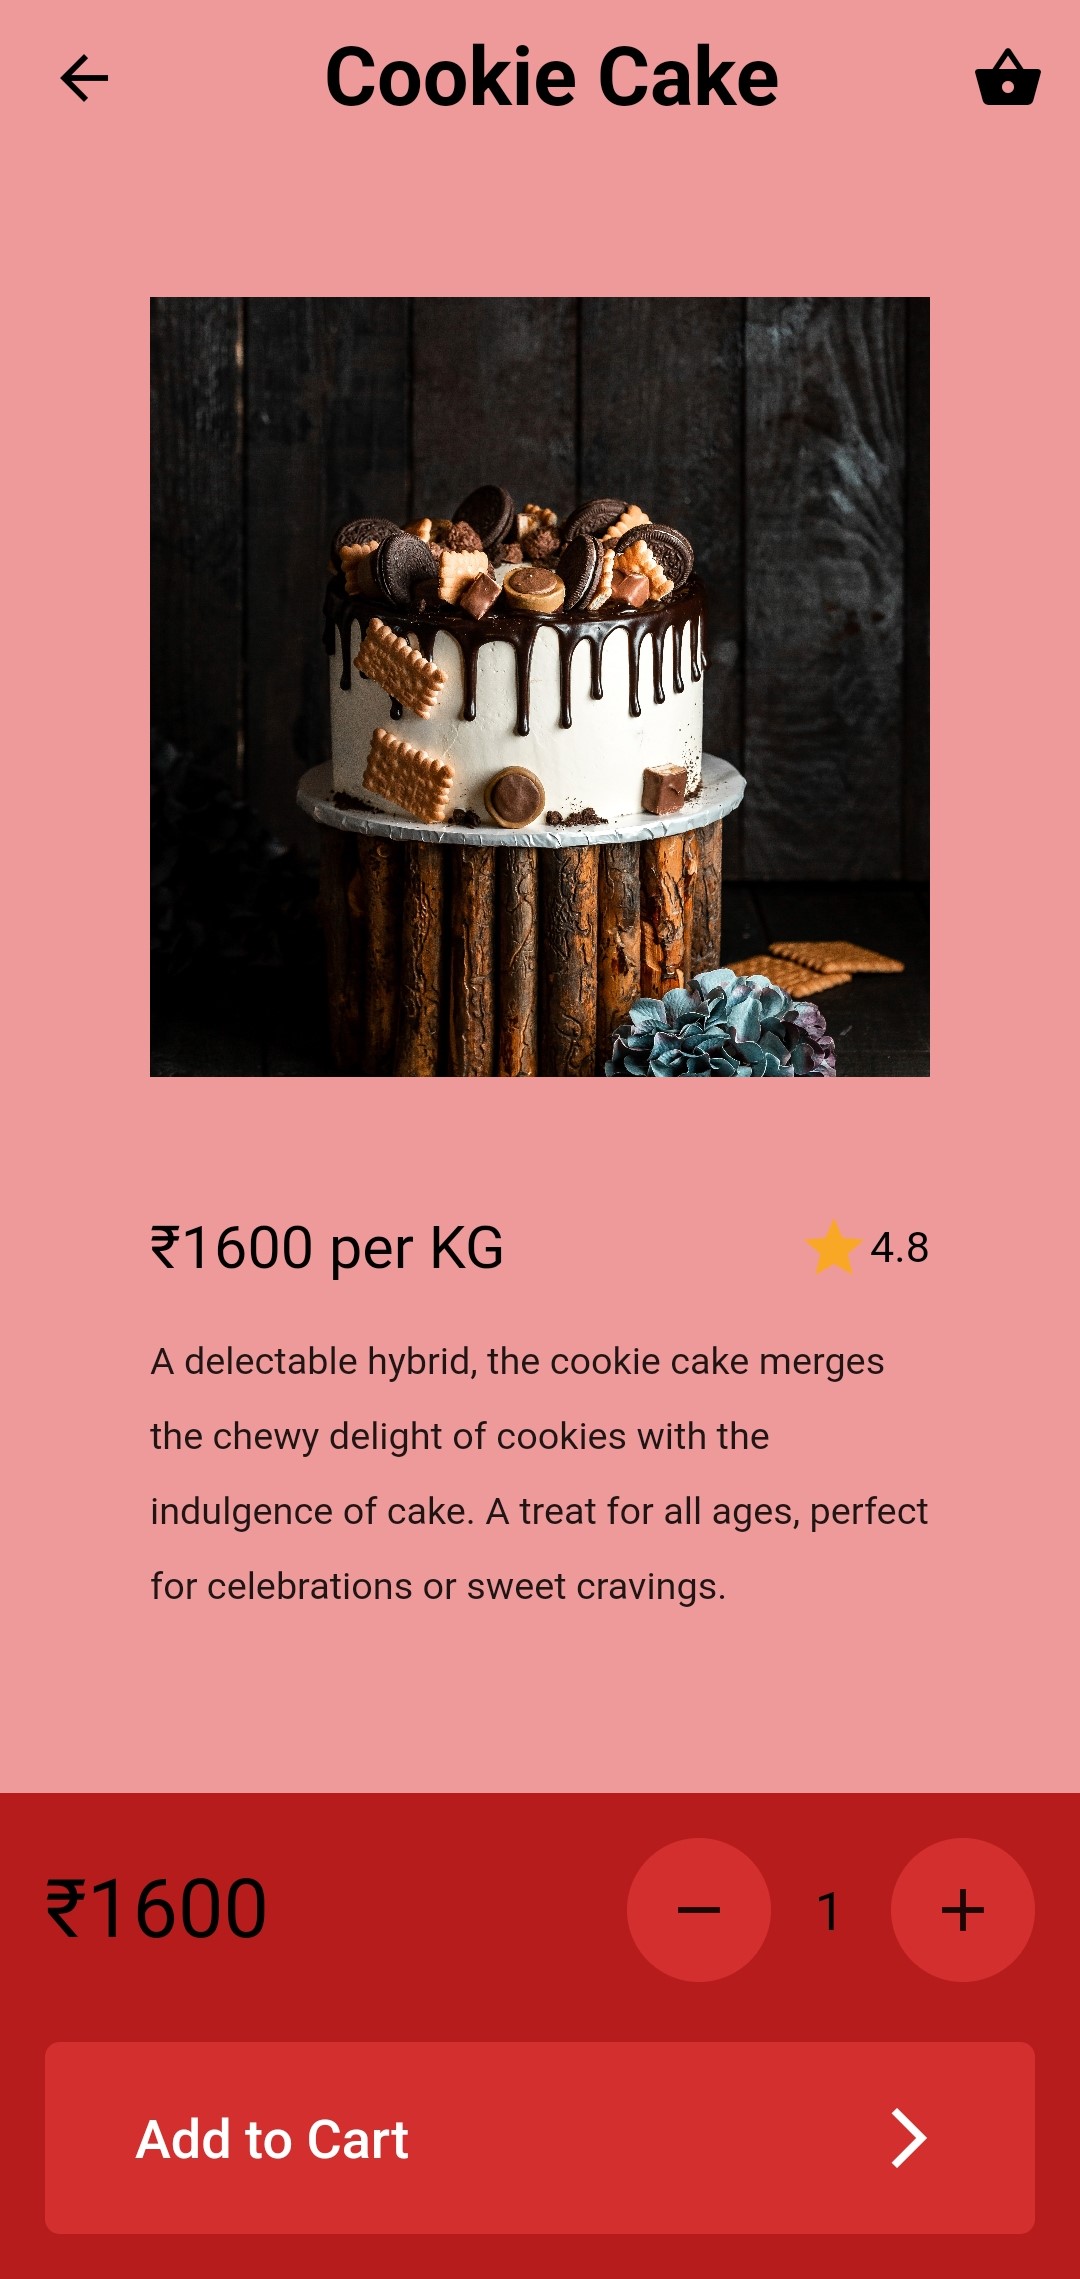 Cookie Cake
₹1600 per KG
4.8
A delectable hybrid, the cookie cake merges
the chewy delight of cookies with the
indulgence of cake. A treat for all ages, perfect
for celebrations or sweet cravings.
₹1600
1
Add to Cart